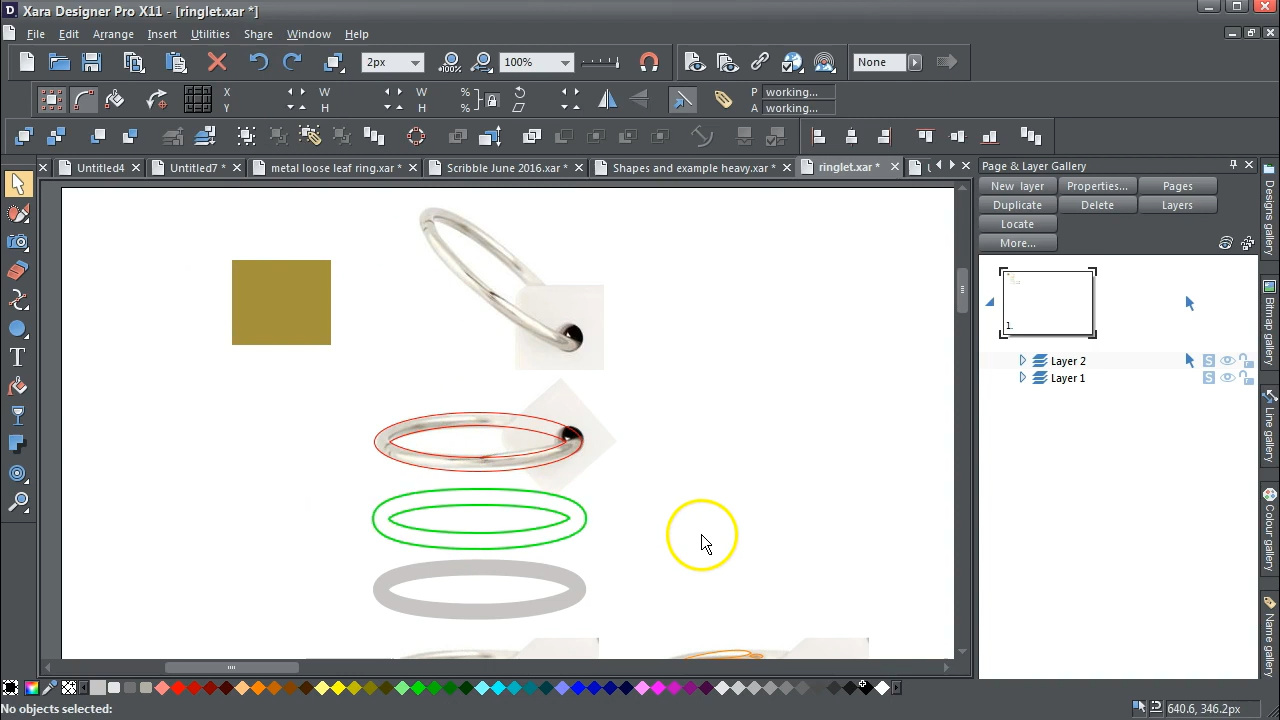 Xara Designer Pro X11 - [ringlet.xar *]
File Edit Arrange Insert Utilities Share Window Help
2px 100% 100% None
X W W % P working...
Y H H % A working...
Untitled4 Untitled7 * metal loose leaf ring.xar * Scribble June 2016.xar * Shapes and example heavy.xar * ringlet.xar *
Page & Layer Gallery
New layer Properties... Pages
Duplicate Delete Layers
Locate
More...
1.
Layer 2 S
Layer 1 S
Designs gallery
Bitmap gallery
Line gallery
Colour gallery
Name gallery
No objects selected: 640.6, 346.2px